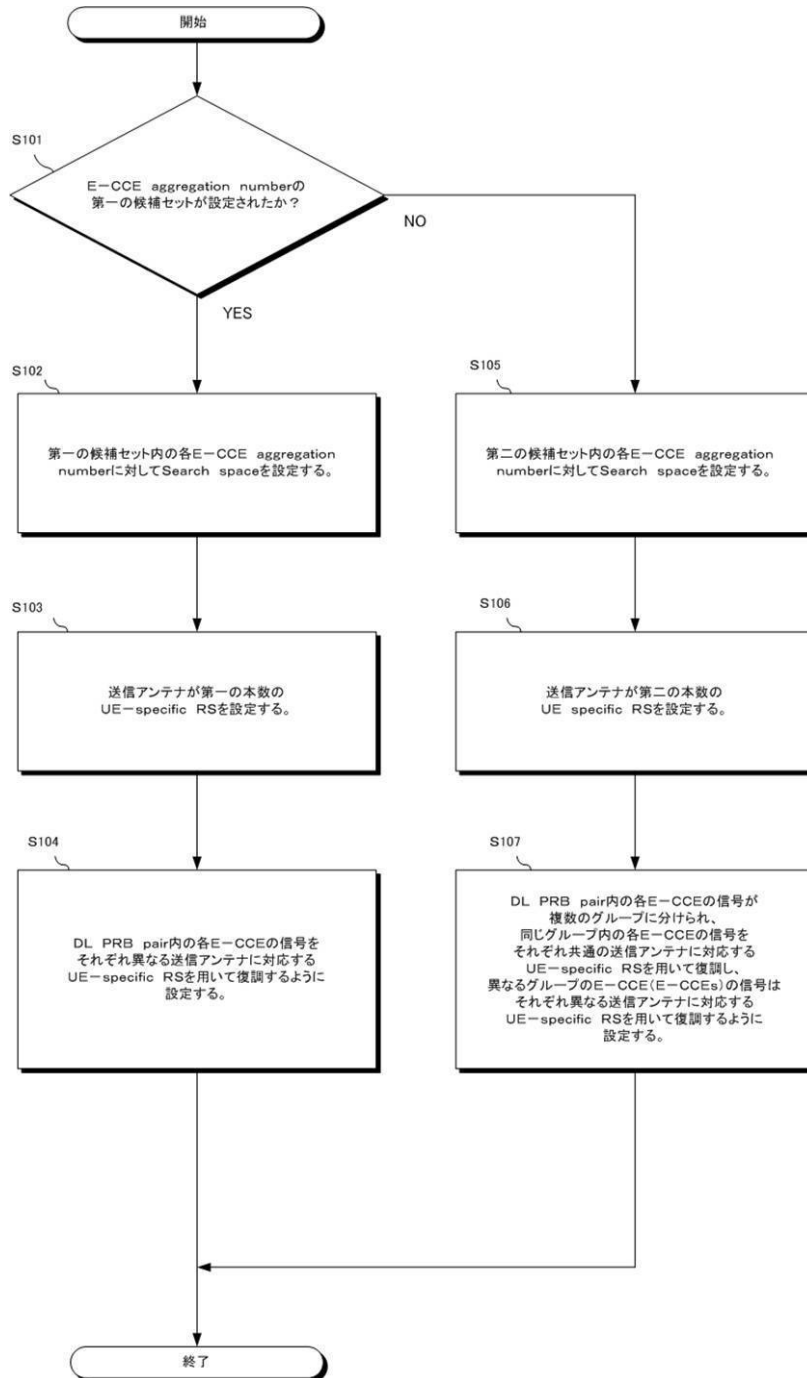 開始
S101
E－CCE aggregation numberの
第一の候補セットが設定されたか？
NO
YES
S102
第一の候補セット内の各E－CCE aggregation
numberに対してSearch spaceを設定する。
S103
送信アンテナが第一の本数の
UE－specific RSを設定する。
S104
DL PRB pair内の各E－CCEの信号を
それぞれ異なる送信アンテナに対応する
UE－specific RSを用いて復調するように
設定する。
S105
第二の候補セット内の各E－CCE aggregation
numberに対してSearch spaceを設定する。
S106
送信アンテナが第二の本数の
UE specific RSを設定する。
S107
DL PRB pair内の各E－CCEの信号が
複数のグループに分けられ、
同じグループ内の各E－CCEの信号を
それぞれ共通の送信アンテナに対応する
UE－specific RSを用いて復調し、
異なるグループのE－CCE（E－CCEs）の信号は
それぞれ異なる送信アンテナに対応する
UE－specific RSを用いて復調するように
設定する。
終了